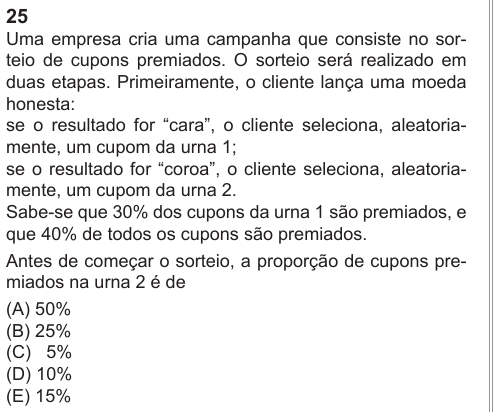 25
Uma empresa cria uma campanha que consiste no sor-
teio de cupons premiados. O sorteio será realizado em
duas etapas. Primeiramente, o cliente lança uma moeda
honesta:
se o resultado for “cara”, o cliente seleciona, aleatoria-
mente, um cupom da urna 1;
se o resultado for “coroa”, o cliente seleciona, aleatoria-
mente, um cupom da urna 2.
Sabe-se que 30% dos cupons da urna 1 são premiados, e
que 40% de todos os cupons são premiados.
Antes de começar o sorteio, a proporção de cupons pre-
miados na urna 2 é de
(A) 50%
(B) 25%
(C) 5%
(D) 10%
(E) 15%